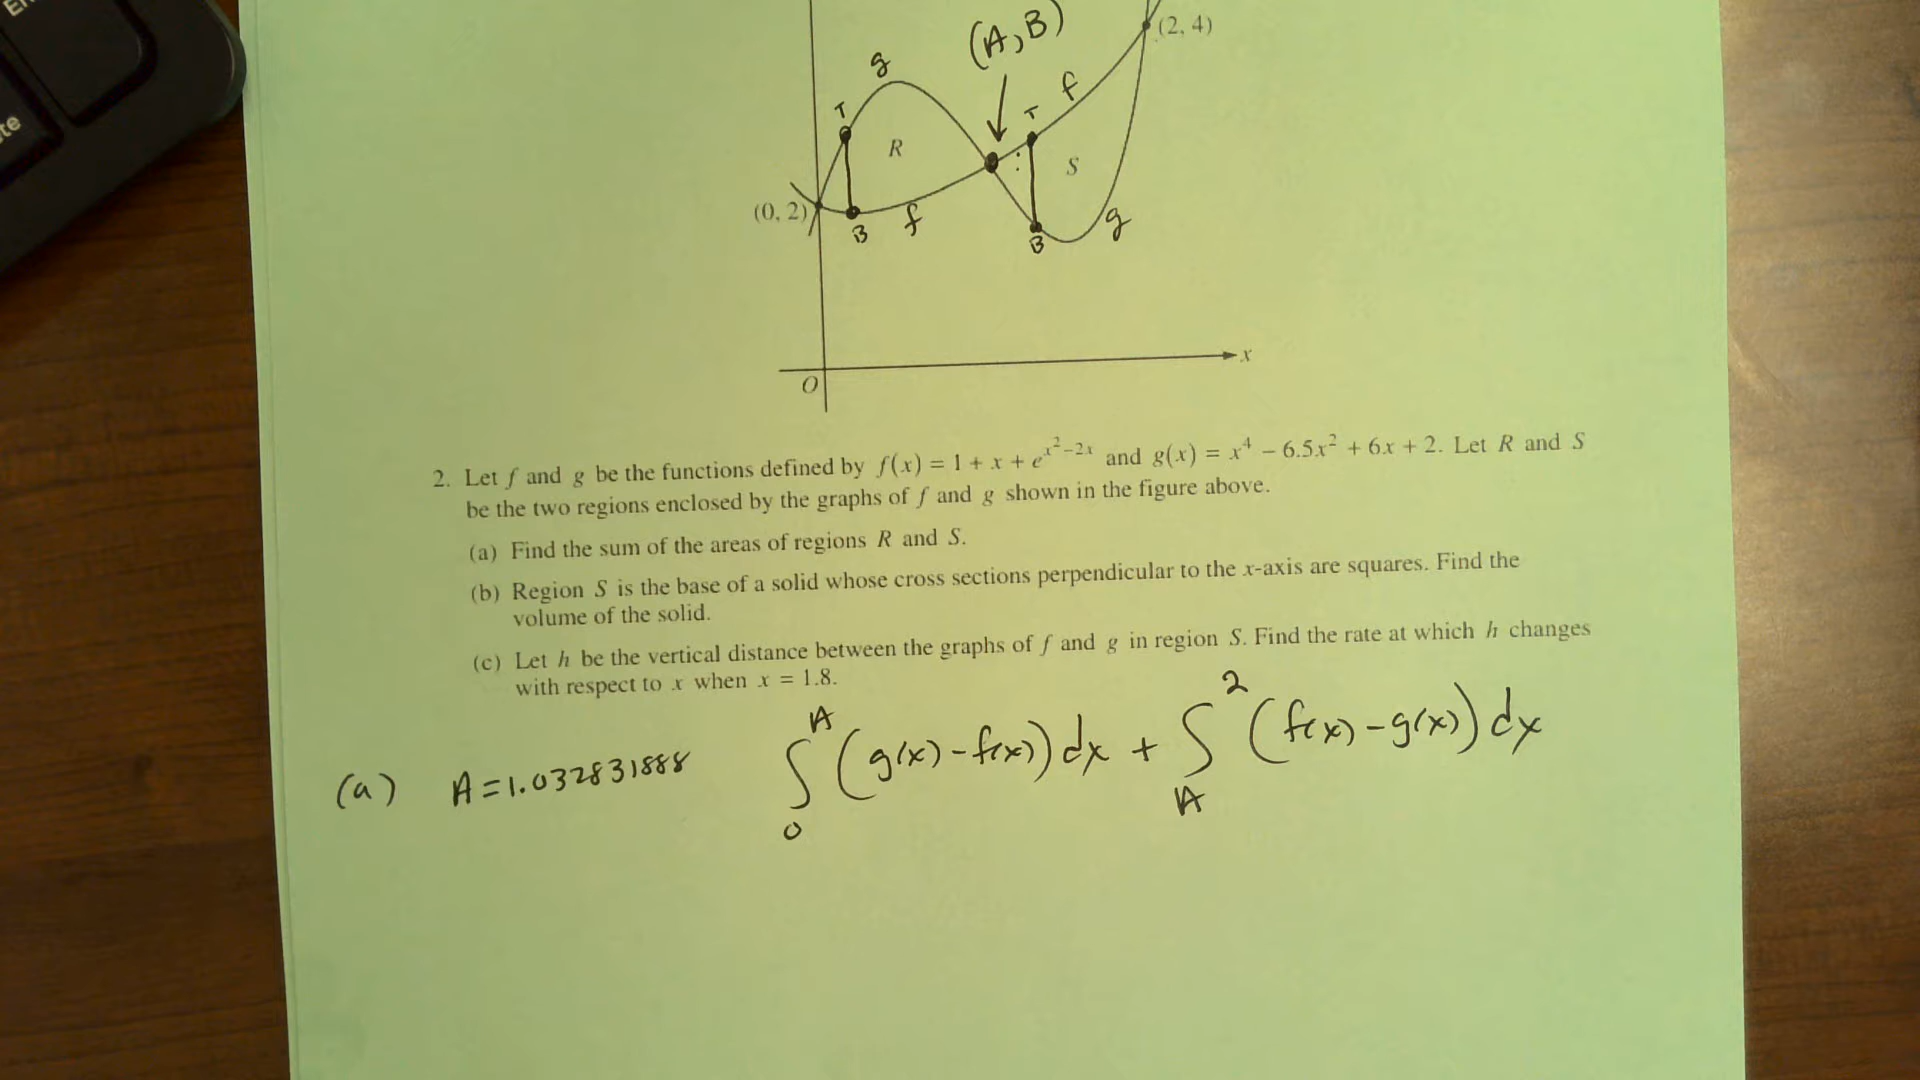 (2, 4)
(A, B)
g
f
T
T
R
S
(0, 2)
f
B
B
g
x
O
2. Let f and g be the functions defined by f(x) = 1 + x + e^{x^2-2x} and g(x) = x^4 − 6.5x^2 + 6x + 2. Let R and S
be the two regions enclosed by the graphs of f and g shown in the figure above.
(a) Find the sum of the areas of regions R and S.
(b) Region S is the base of a solid whose cross sections perpendicular to the x-axis are squares. Find the
volume of the solid.
(c) Let h be the vertical distance between the graphs of f and g in region S. Find the rate at which h changes
with respect to x when x = 1.8.
(a) A = 1.032831888 ∫_0^A (g(x) - f(x)) dx + ∫_A^2 (f(x) - g(x)) dx